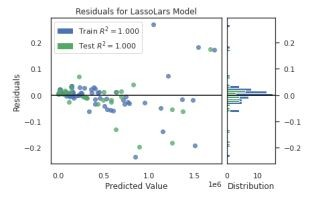 Residuals for LassoLars Model
Train R² = 1.000
Test R² = 1.000
0.2
0.1
0.0
−0.1
−0.2
Residuals
0.0 0.5 1.0 1.5
1e6
Predicted Value
0.2
0.1
0.0
−0.1
−0.2
0 10
Distribution